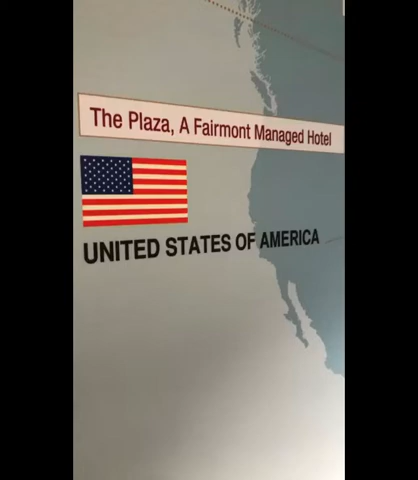 The Plaza, A Fairmont Managed Hotel
UNITED STATES OF AMERICA